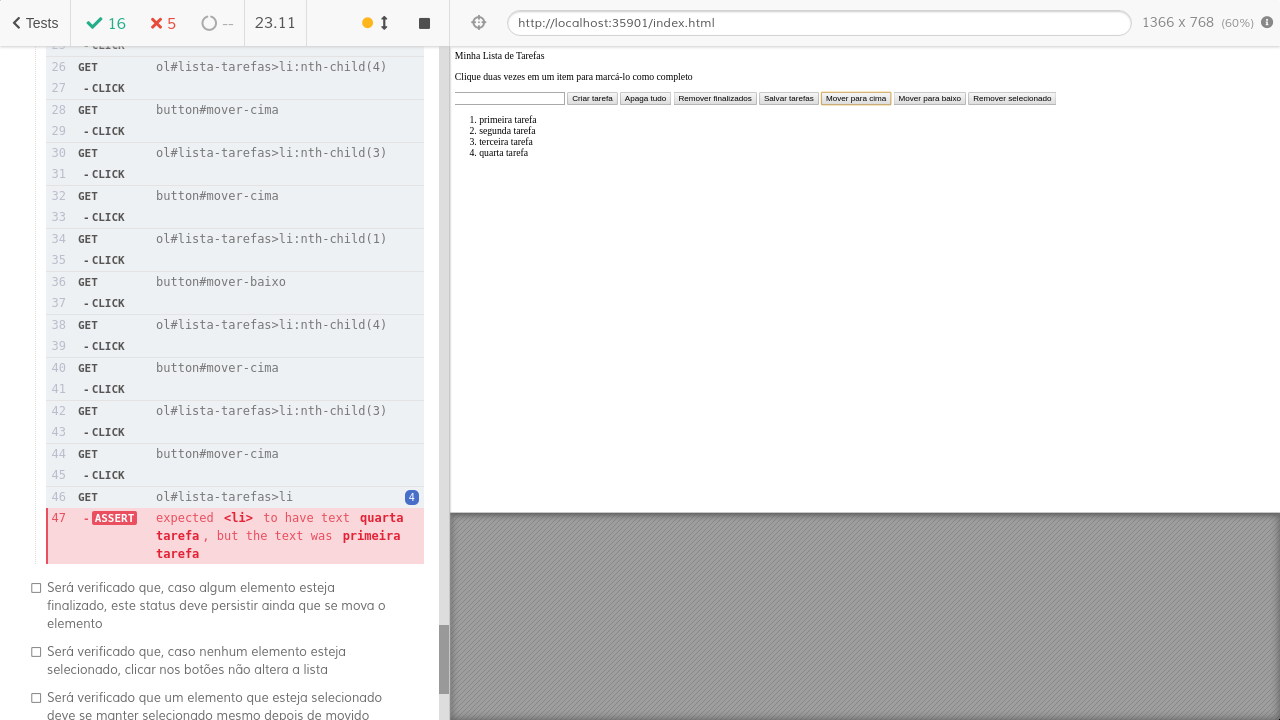 Tests
16
5
--
23.11
http://localhost:35901/index.html
1366 x 768 (60%)
- CLICK
26 GET ol#lista-tarefas>li:nth-child(4)
27 - CLICK
28 GET button#mover-cima
29 - CLICK
30 GET ol#lista-tarefas>li:nth-child(3)
31 - CLICK
32 GET button#mover-cima
33 - CLICK
34 GET ol#lista-tarefas>li:nth-child(1)
35 - CLICK
36 GET button#mover-baixo
37 - CLICK
38 GET ol#lista-tarefas>li:nth-child(4)
39 - CLICK
40 GET button#mover-cima
41 - CLICK
42 GET ol#lista-tarefas>li:nth-child(3)
43 - CLICK
44 GET button#mover-cima
45 - CLICK
46 GET ol#lista-tarefas>li 4
47 - ASSERT expected <li> to have text quarta
tarefa, but the text was primeira
tarefa
Será verificado que, caso algum elemento esteja
finalizado, este status deve persistir ainda que se mova o
elemento
Será verificado que, caso nenhum elemento esteja
selecionado, clicar nos botões não altera a lista
Será verificado que um elemento que esteja selecionado
deve se manter selecionado mesmo depois de movido
Minha Lista de Tarefas
Clique duas vezes em um item para marcá-lo como completo
Criar tarefa Apaga tudo Remover finalizados Salvar tarefas Mover para cima Mover para baixo Remover selecionado
1. primeira tarefa
2. segunda tarefa
3. terceira tarefa
4. quarta tarefa